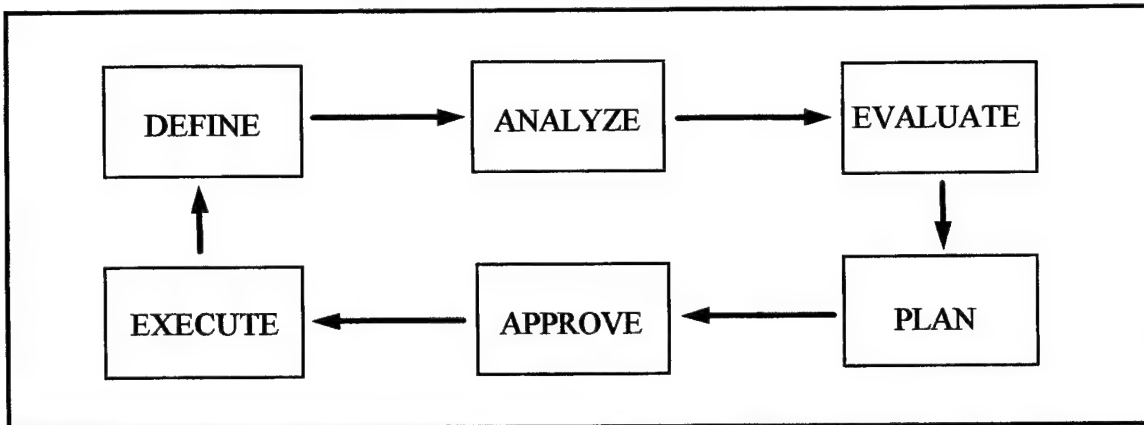 DEFINE
ANALYZE
EVALUATE
EXECUTE
APPROVE
PLAN